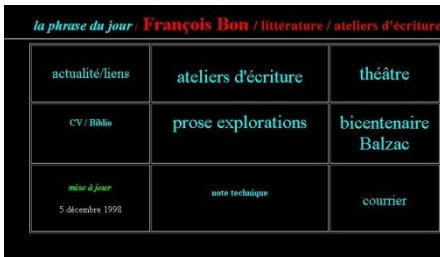 la phrase du jour / François Bon / littérature / ateliers d'écriture
actualité/liens
ateliers d'écriture
théâtre
CV / Biblio
prose explorations
bicentenaire
Balzac
mise à jour
5 décembre 1998
note technique
courrier